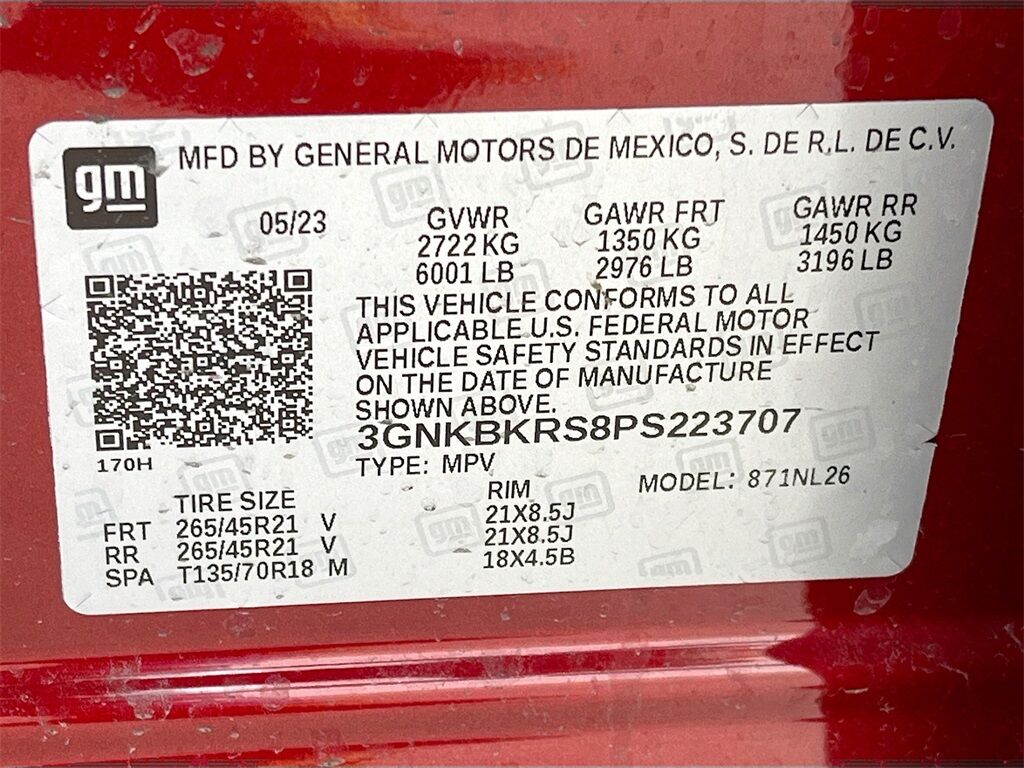 gm
MFD BY GENERAL MOTORS DE MEXICO, S. DE R.L. DE C.V.
05/23 GVWR GAWR FRT GAWR RR
2722 KG 1350 KG 1450 KG
6001 LB 2976 LB 3196 LB
THIS VEHICLE CONFORMS TO ALL
APPLICABLE U.S. FEDERAL MOTOR
VEHICLE SAFETY STANDARDS IN EFFECT
ON THE DATE OF MANUFACTURE
SHOWN ABOVE.
3GNKBKRS8PS223707
170H
TYPE: MPV MODEL: 871NL26
TIRE SIZE RIM
FRT 265/45R21 V 21X8.5J
RR 265/45R21 V 21X8.5J
SPA T135/70R18 M 18X4.5B